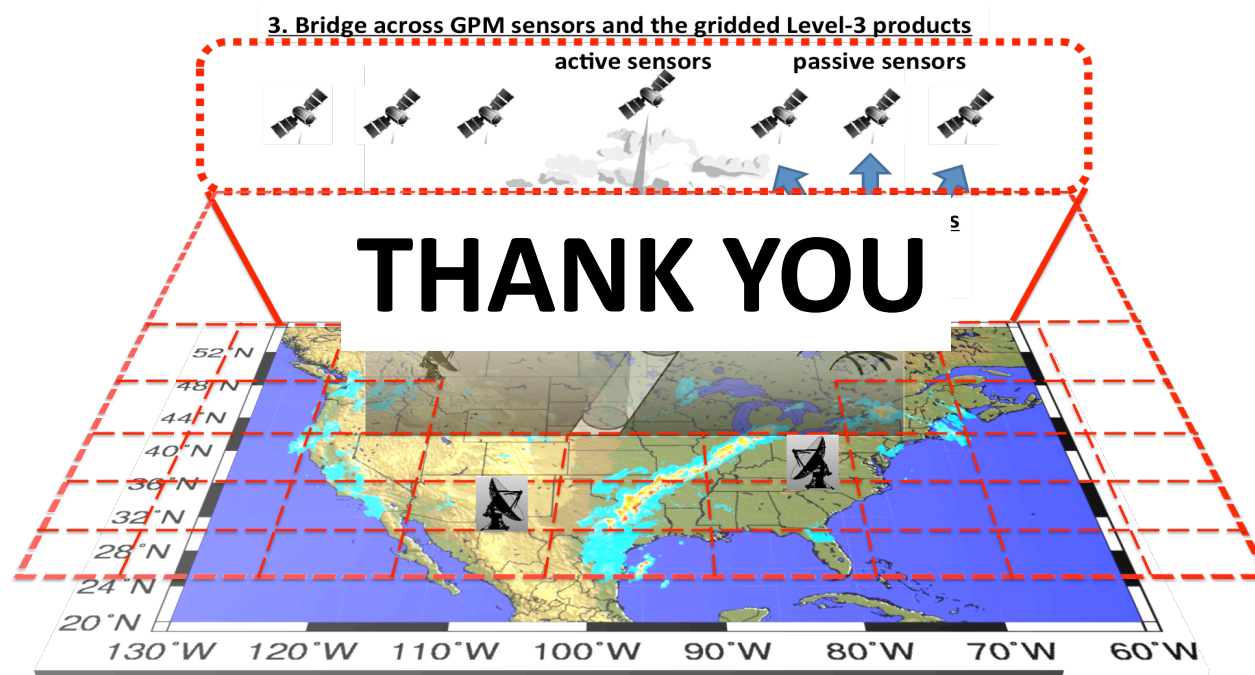 3. Bridge across GPM sensors and the gridded Level-3 products
active sensors passive sensors
s
THANK YOU
52°N
48°N
44°N
40°N
36°N
32°N
28°N
24°N
20°N
130°W 120°W 110°W 100°W 90°W 80°W 70°W 60°W